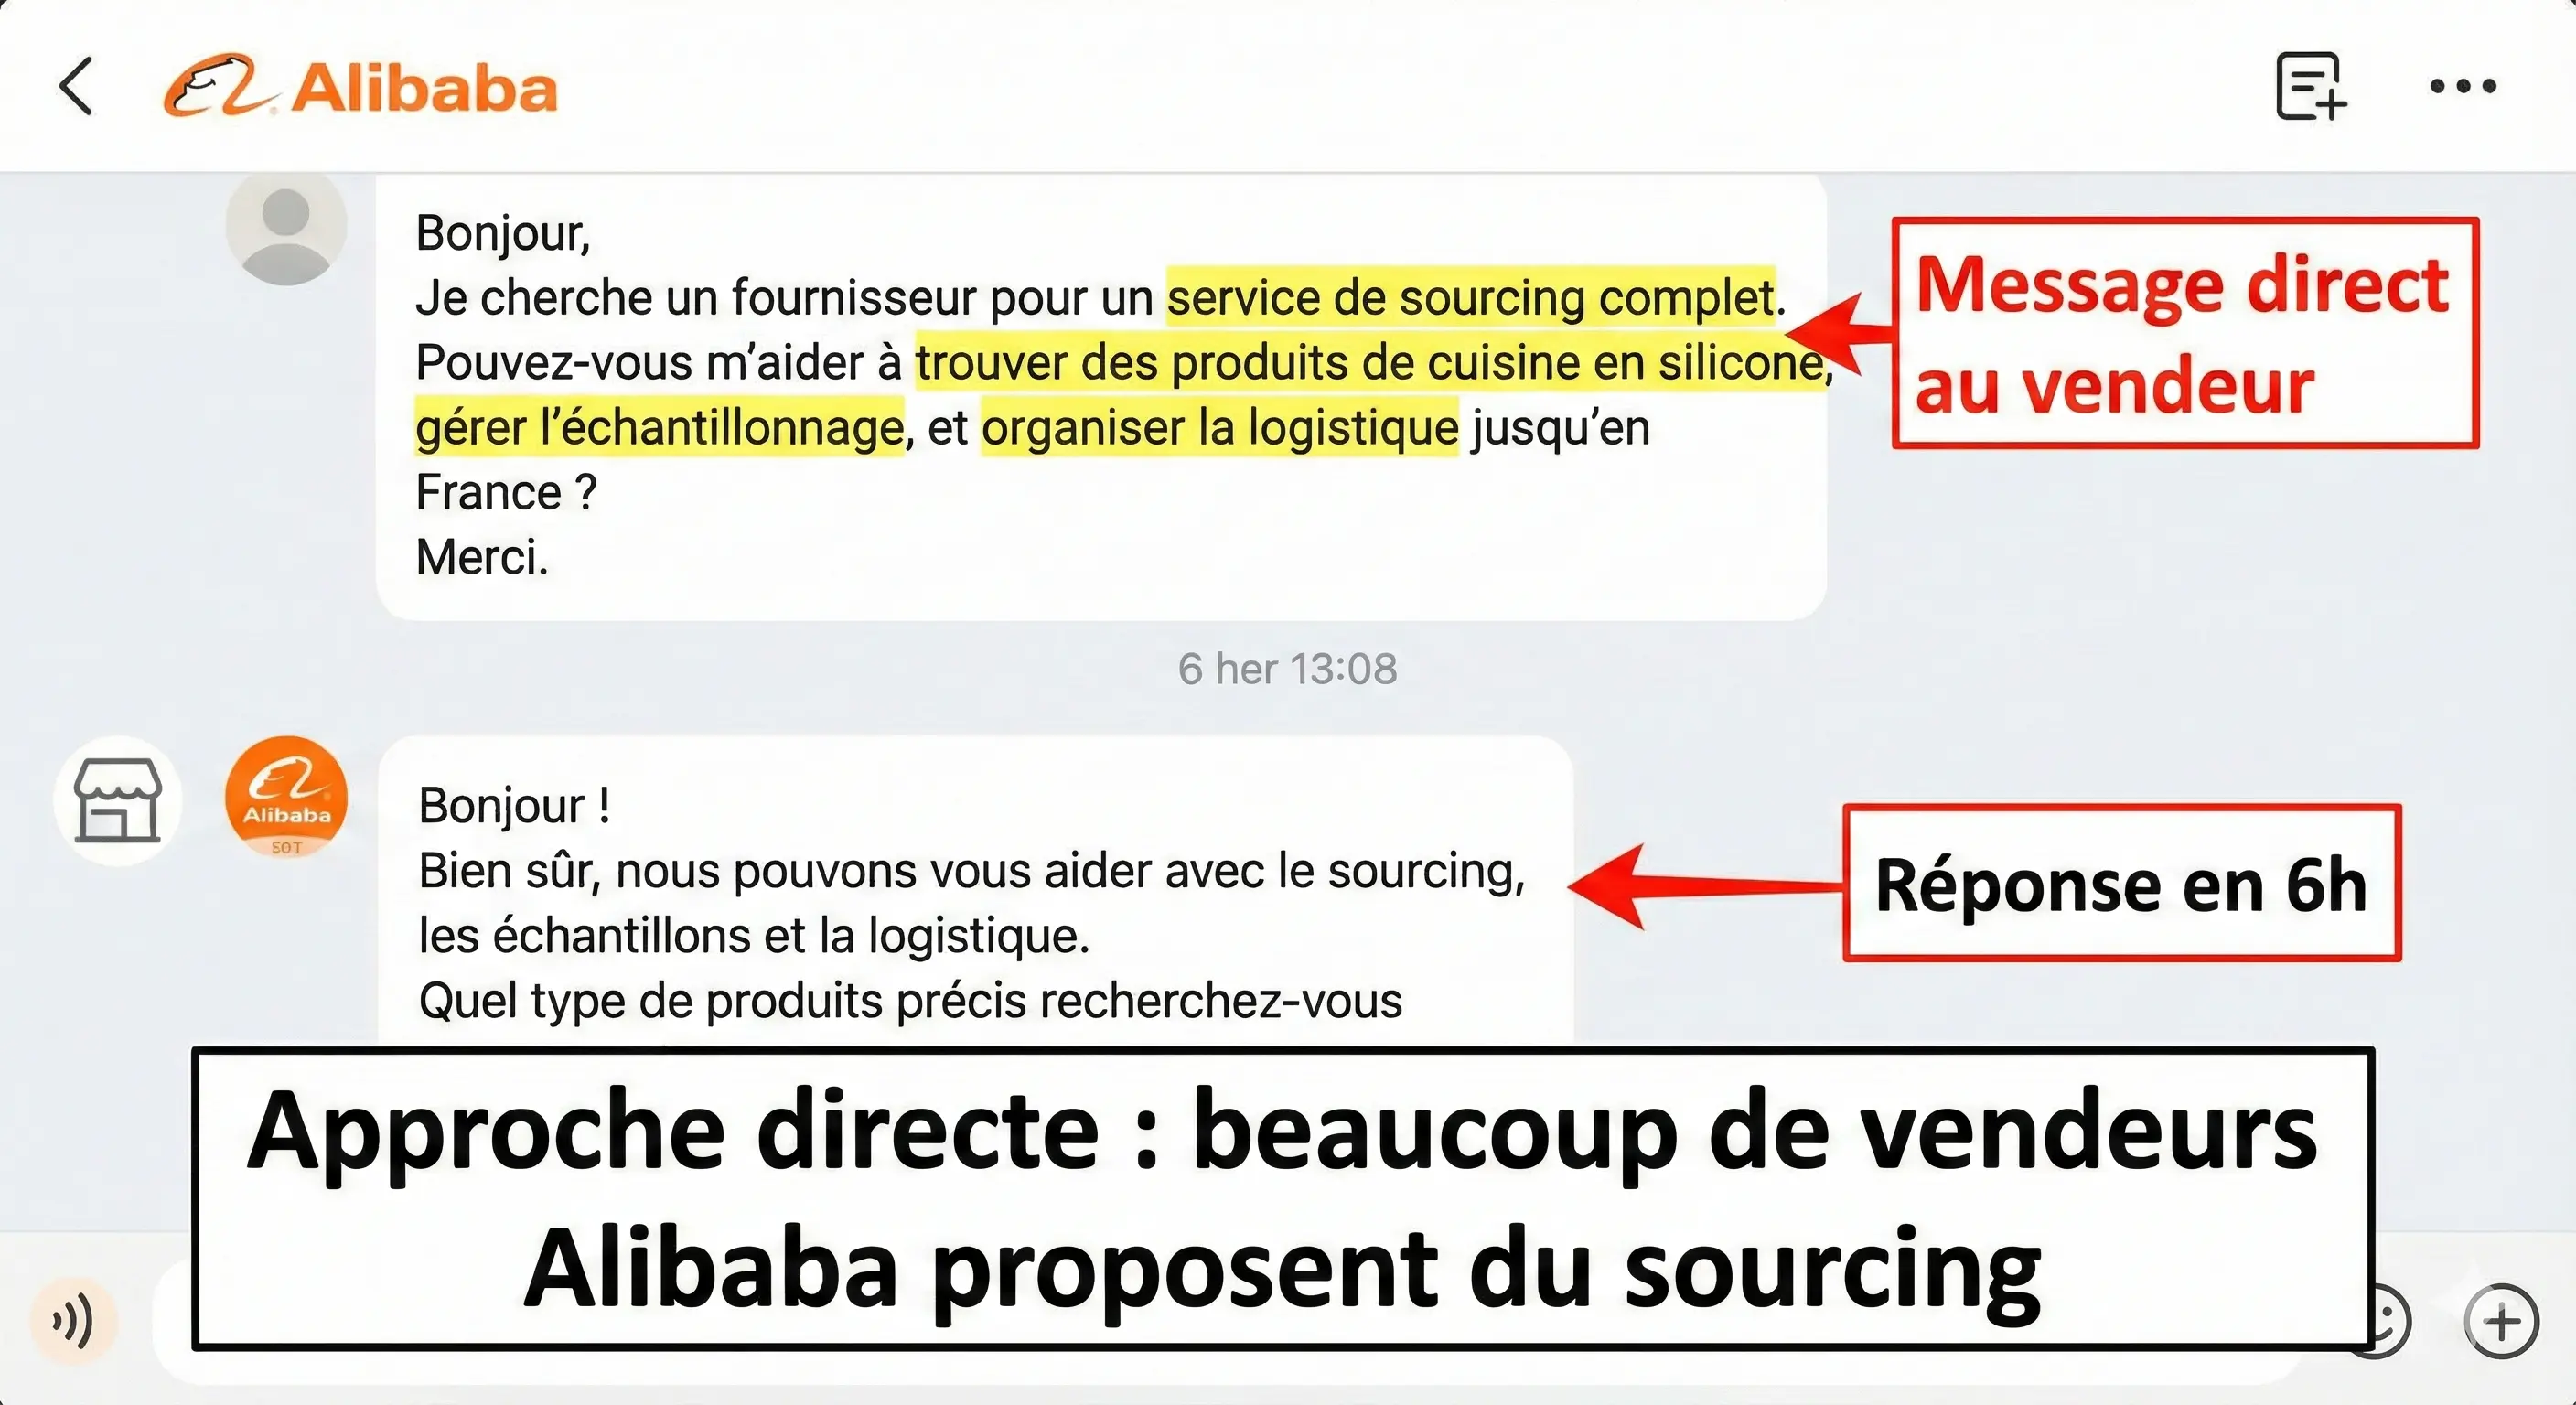 Alibaba
Bonjour,
Je cherche un fournisseur pour un service de sourcing complet.
Pouvez-vous m’aider à trouver des produits de cuisine en silicone,
gérer l’échantillonnage, et organiser la logistique jusqu’en
France ?
Merci.
Message direct
au vendeur
6 her 13:08
Alibaba
SOT
Bonjour !
Bien sûr, nous pouvons vous aider avec le sourcing,
les échantillons et la logistique.
Quel type de produits précis recherchez-vous
Réponse en 6h
Approche directe : beaucoup de vendeurs
Alibaba proposent du sourcing